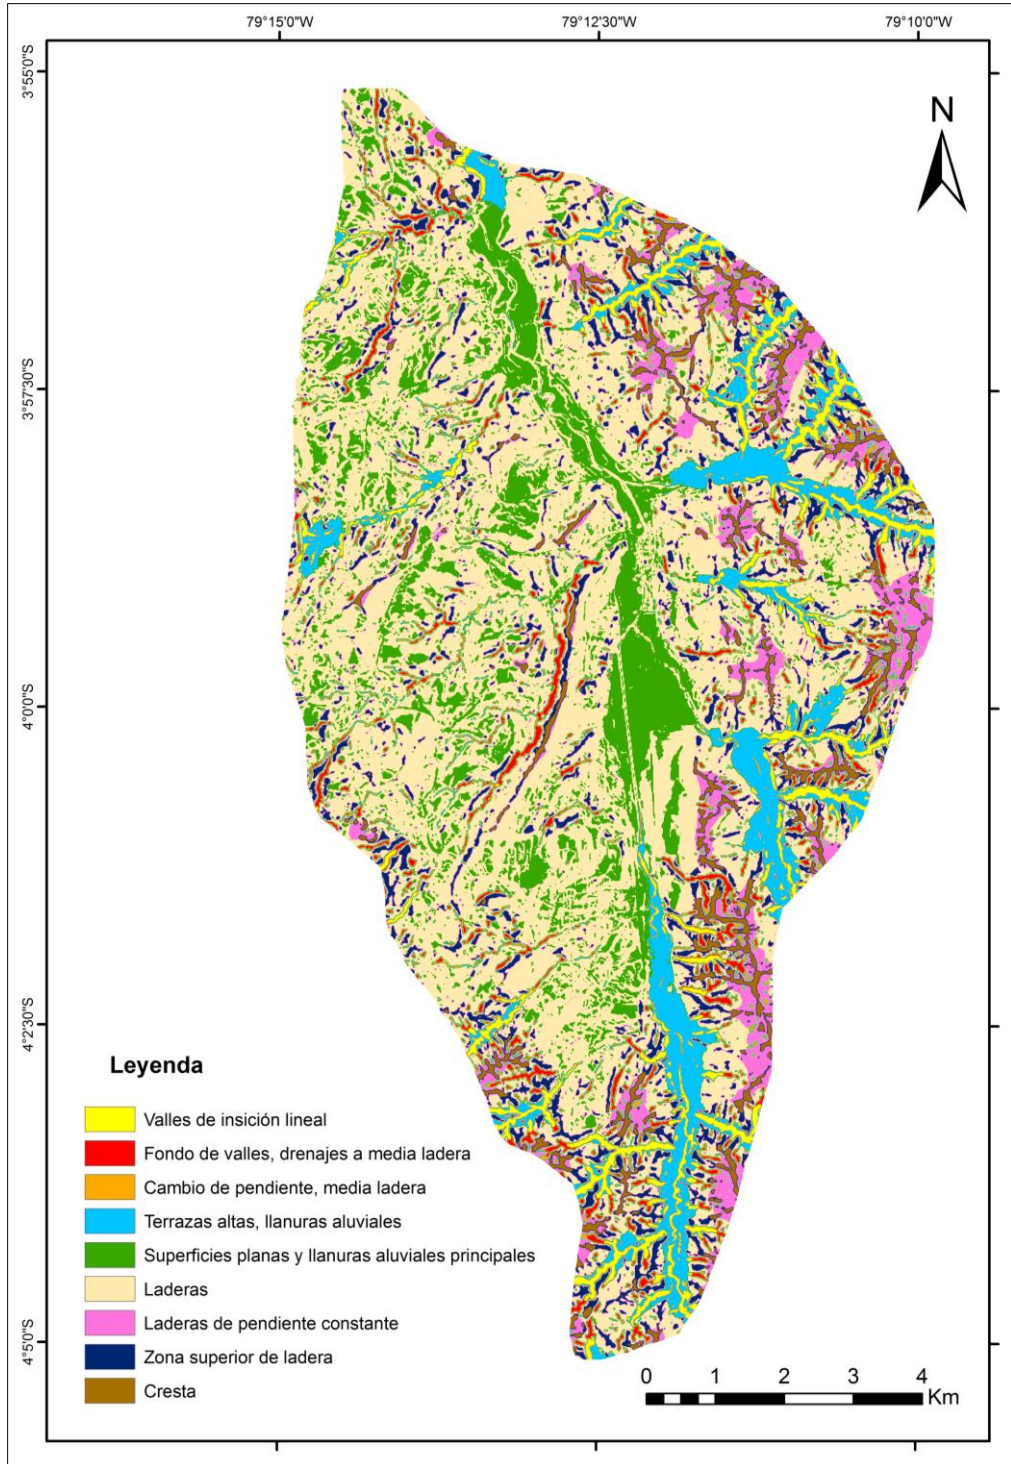 79°15'0"W 79°12'30"W 79°10'0"W
3°55'0"S
N
3°57'30"S
4°0'0"S
4°2'30"S
4°5'0"S
Leyenda
Valles de insición lineal
Fondo de valles, drenajes a media ladera
Cambio de pendiente, media ladera
Terrazas altas, llanuras aluviales
Superficies planas y llanuras aluviales principales
Laderas
Laderas de pendiente constante
Zona superior de ladera
Cresta
0 1 2 3 4
Km